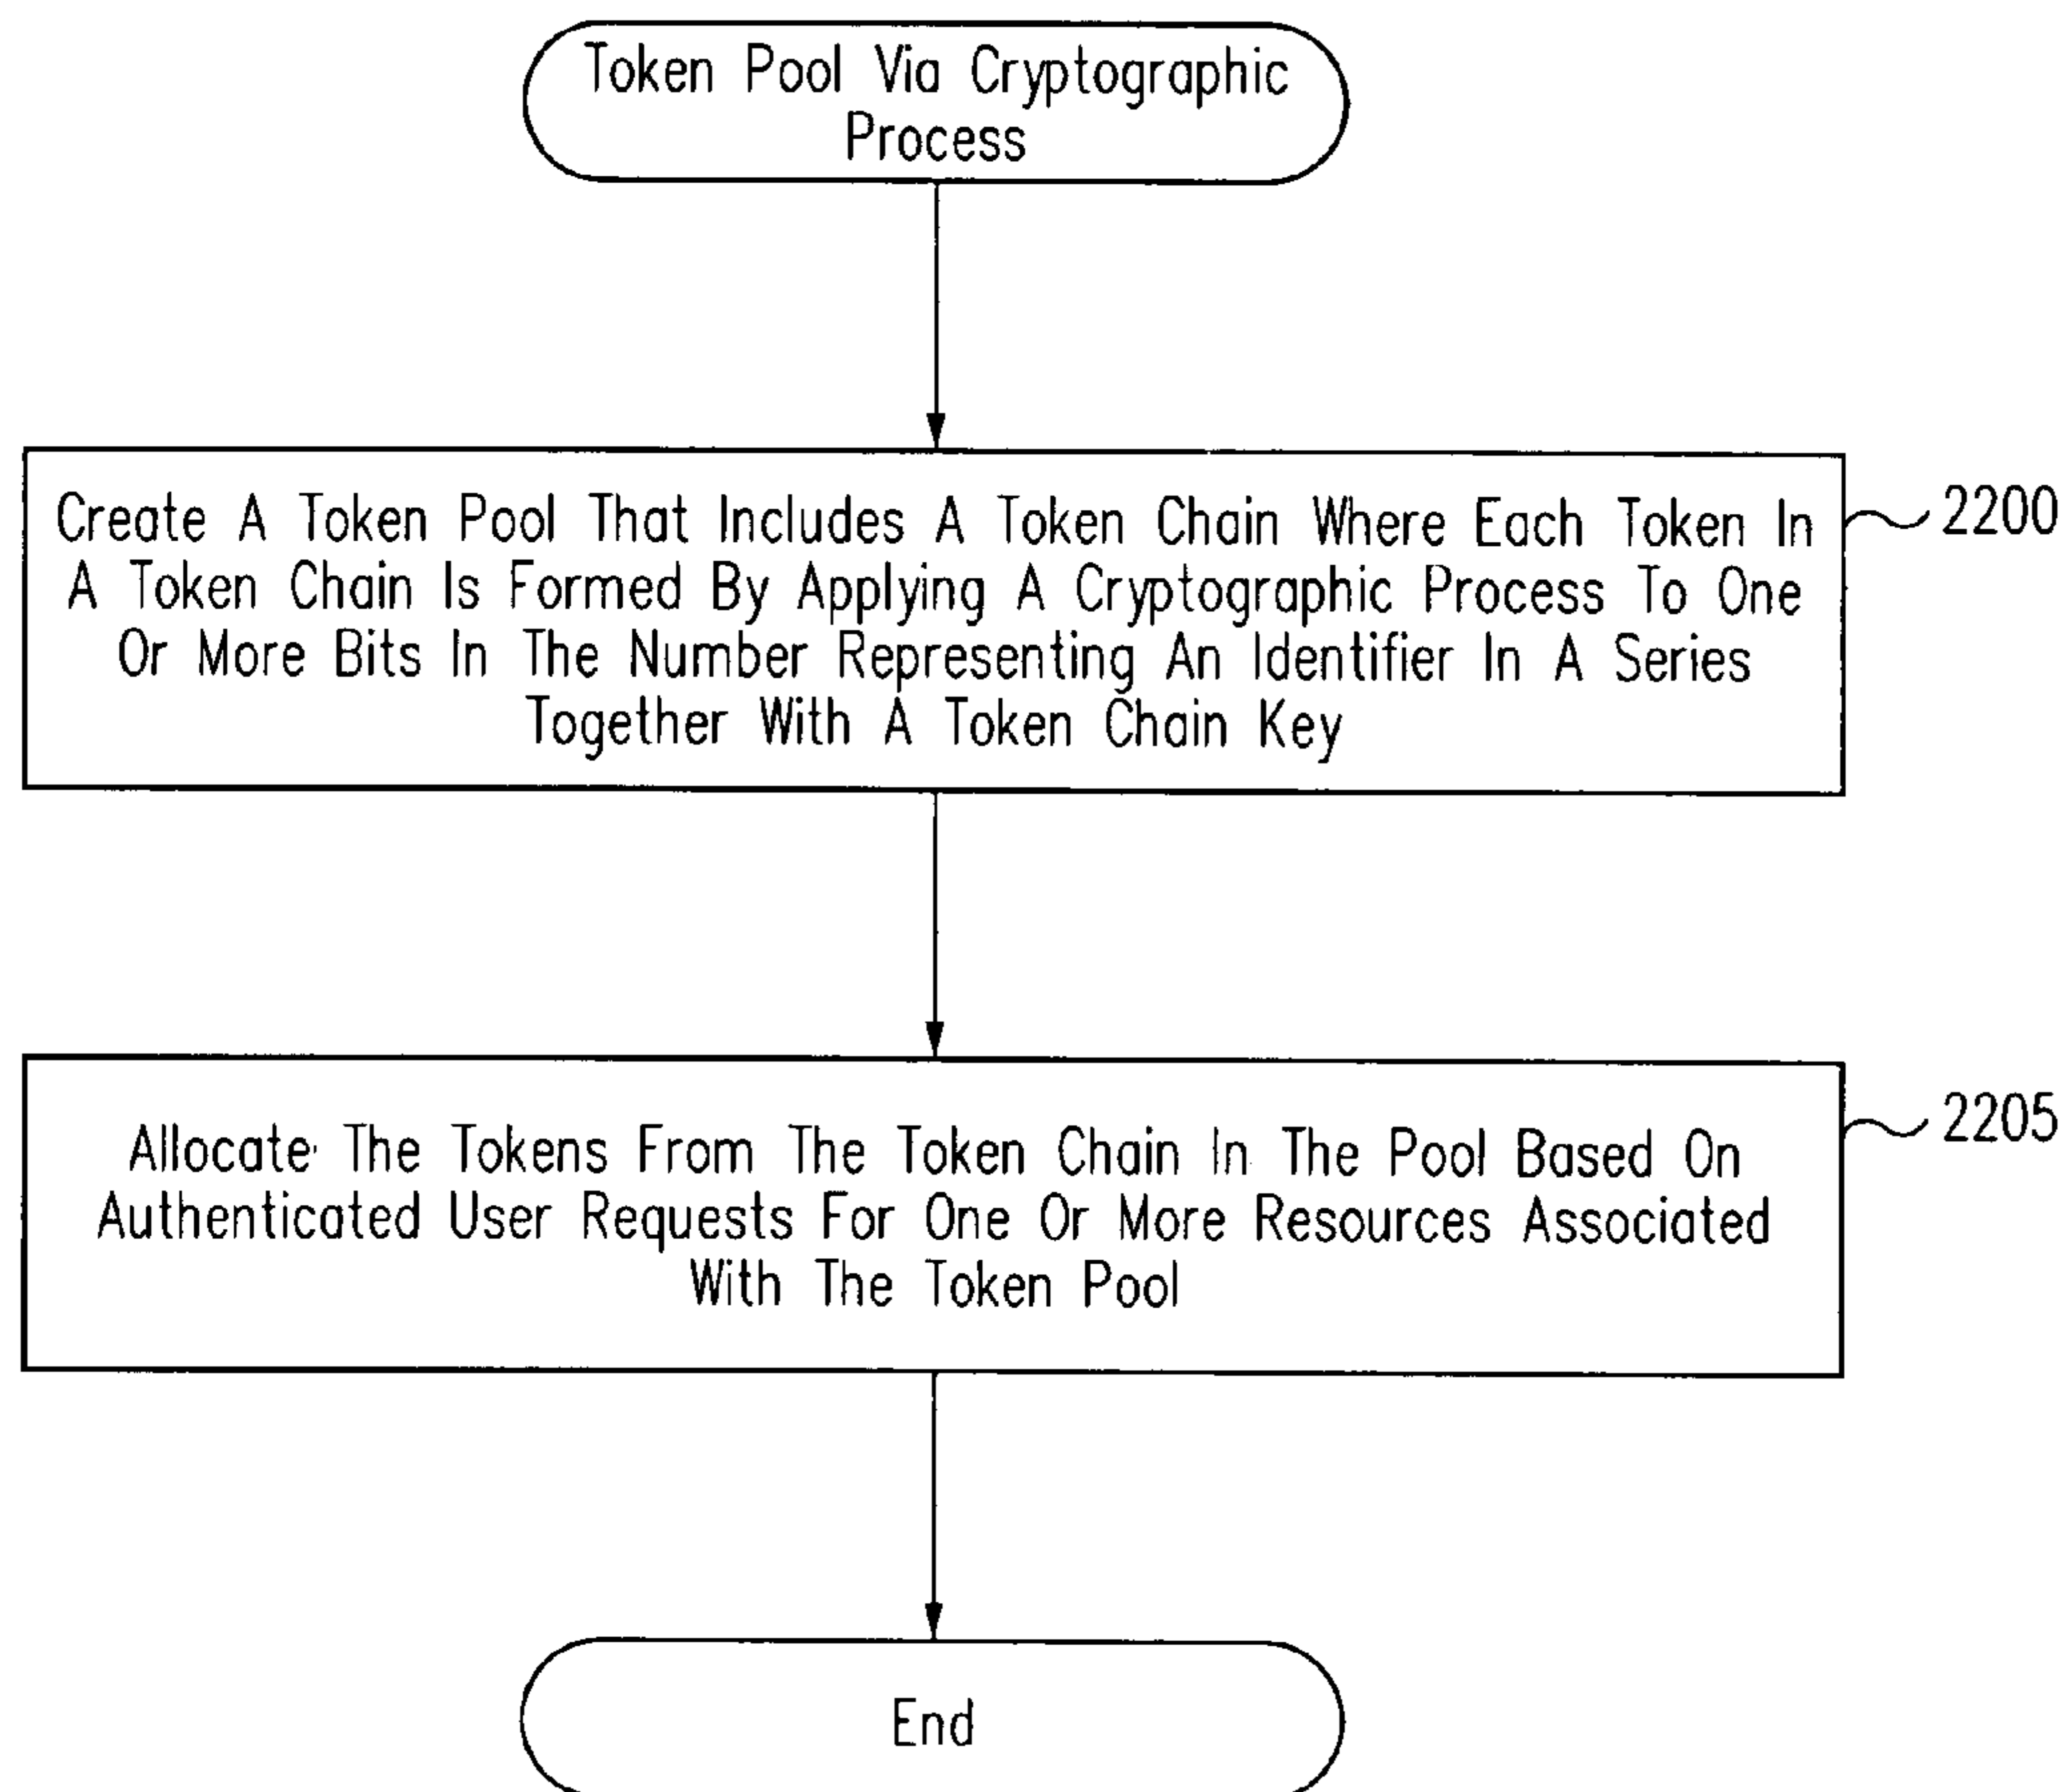 Token Pool Via Cryptographic
Process
Create A Token Pool That Includes A Token Chain Where Each Token In
A Token Chain Is Formed By Applying A Cryptographic Process To One
Or More Bits In The Number Representing An Identifier In A Series
Together With A Token Chain Key
2200
Allocate The Tokens From The Token Chain In The Pool Based On
Authenticated User Requests For One Or More Resources Associated
With The Token Pool
2205
End